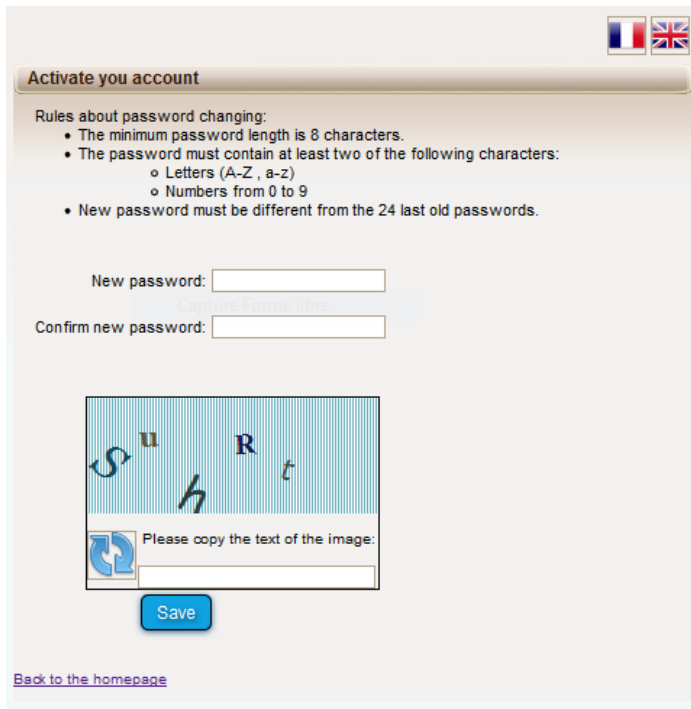 Activate you account
Rules about password changing:
• The minimum password length is 8 characters.
• The password must contain at least two of the following characters:
o Letters (A-Z , a-z)
o Numbers from 0 to 9
• New password must be different from the 24 last old passwords.
New password:
Capture Forme libre
Confirm new password:
S u h R t
Please copy the text of the image:
Save
Back to the homepage